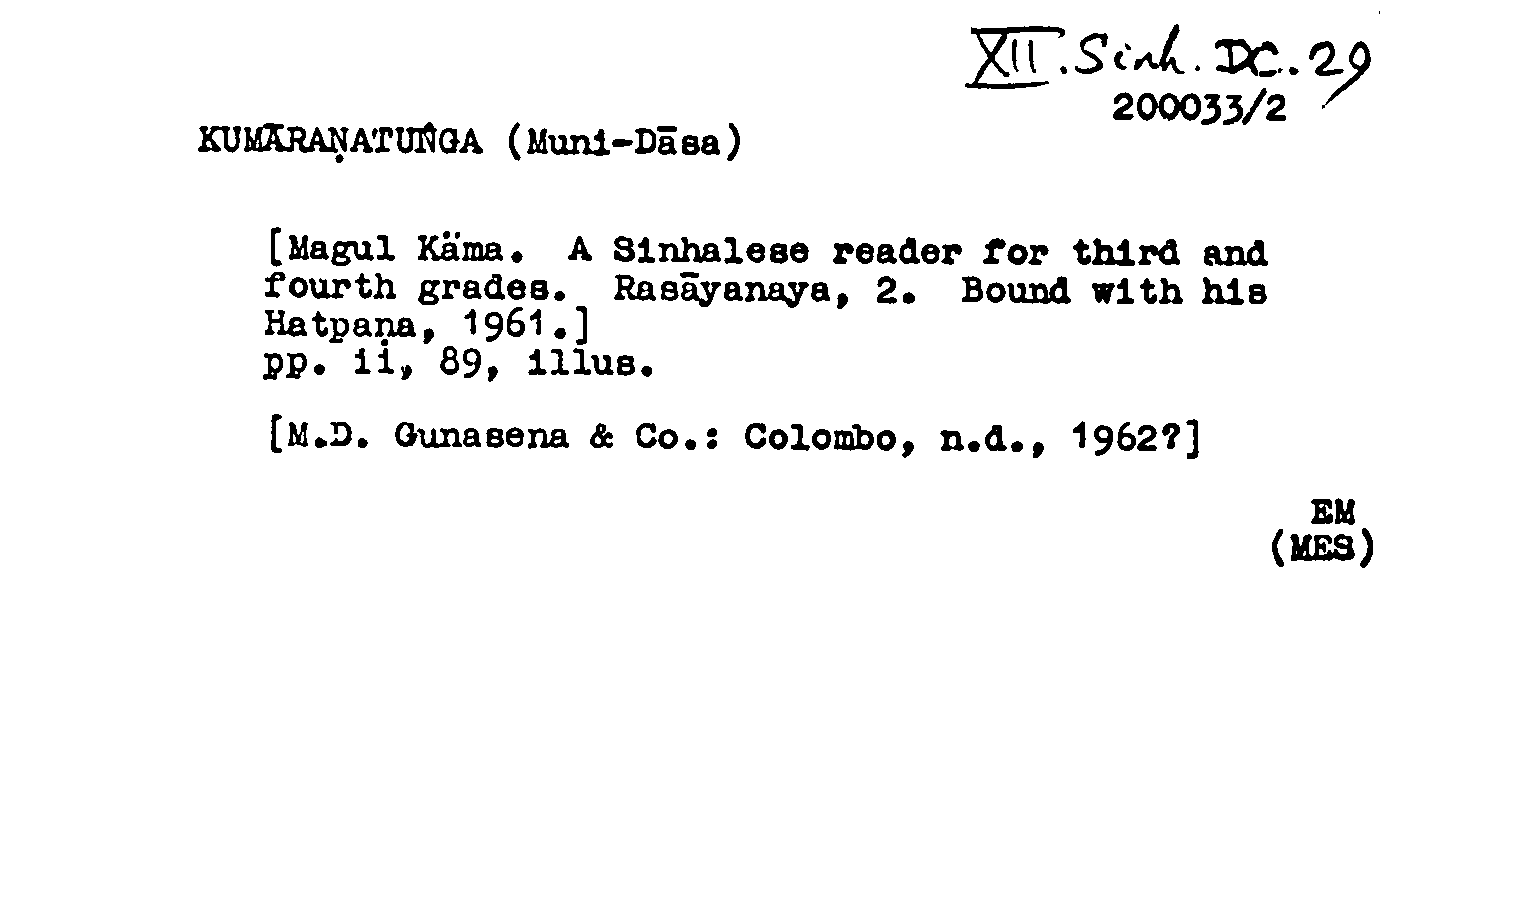 XII. Sinh. DC. 29
200033/2
KUMĀRAṆATUṄGA (Muni-Dāsa)
[Magul Käma. A Sinhalese reader for third and
fourth grades. Rasāyanaya, 2. Bound with his
Hatpaṇa, 1961.]
pp. ii, 89, illus.
[M.D. Gunasena & Co.: Colombo, n.d., 1962?]
EM
(MES)